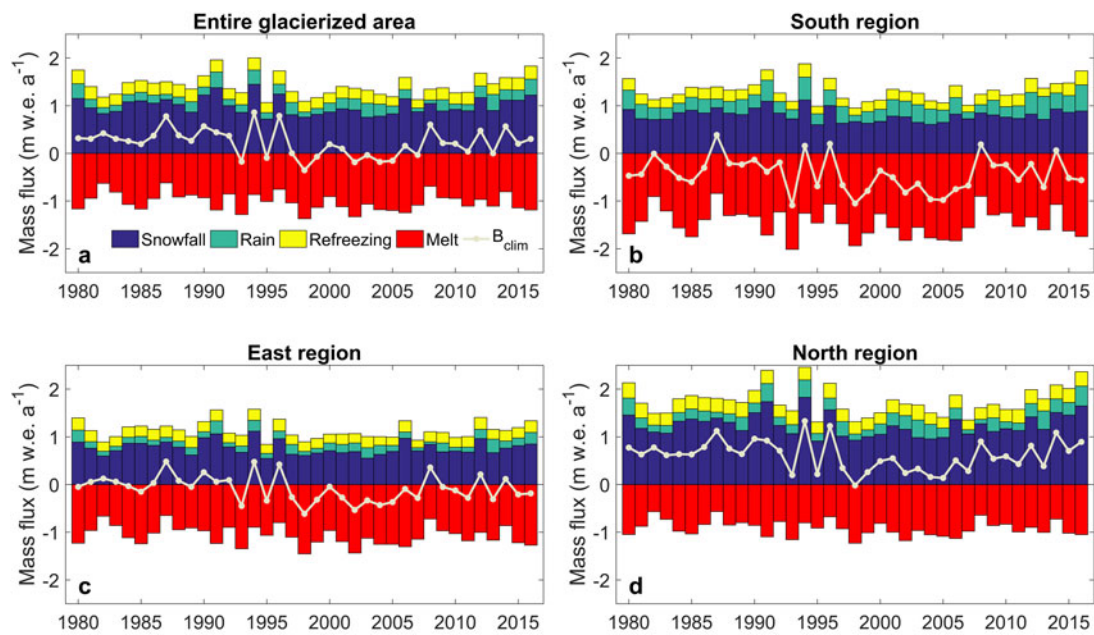 Entire glacierized area
South region
Mass flux (m w.e. a-1)
2
1
0
-1
-2
Snowfall Rain Refreezing Melt Bclim
a
1980 1985 1990 1995 2000 2005 2010 2015
Mass flux (m w.e. a-1)
2
1
0
-1
-2
b
1980 1985 1990 1995 2000 2005 2010 2015
East region
North region
Mass flux (m w.e. a-1)
2
1
0
-1
-2
c
1980 1985 1990 1995 2000 2005 2010 2015
Mass flux (m w.e. a-1)
2
1
0
-1
-2
d
1980 1985 1990 1995 2000 2005 2010 2015